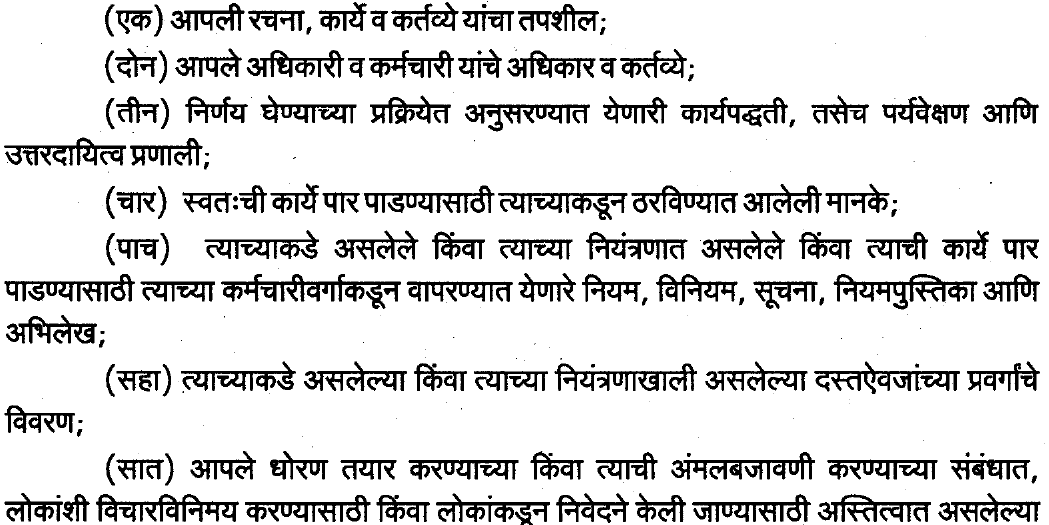 (एक) आपली रचना, कार्ये व कर्तव्ये यांचा तपशील;
(दोन) आपले अधिकारी व कर्मचारी यांचे अधिकार व कर्तव्ये;
(तीन) निर्णय घेण्याच्या प्रक्रियेत अनुसरण्यात येणारी कार्यपद्धती, तसेच पर्यवेक्षण आणि
उत्तरदायित्व प्रणाली;
(चार) स्वतःची कार्ये पार पाडण्यासाठी त्याच्याकडून ठरविण्यात आलेली मानके;
(पाच) त्याच्याकडे असलेले किंवा त्याच्या नियंत्रणात असलेले किंवा त्याची कार्ये पार
पाडण्यासाठी त्याच्या कर्मचारीवर्गाकडून वापरण्यात येणारे नियम, विनियम, सूचना, नियमपुस्तिका आणि
अभिलेख;
(सहा) त्याच्याकडे असलेल्या किंवा त्याच्या नियंत्रणाखाली असलेल्या दस्तऐवजांच्या प्रवर्गांचे
विवरण;
(सात) आपले धोरण तयार करण्याच्या किंवा त्याची अंमलबजावणी करण्याच्या संबंधात,
लोकांशी विचारविनिमय करण्यासाठी किंवा लोकांकडून निवेदने केली जाण्यासाठी अस्तित्वात असलेल्या